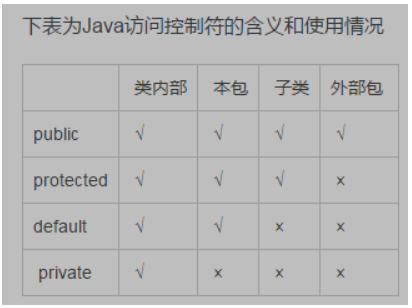 下表为Java访问控制符的含义和使用情况
类内部 本包 子类 外部包
public √ √ √ √
protected √ √ √ ×
default √ √ × ×
private √ × × ×